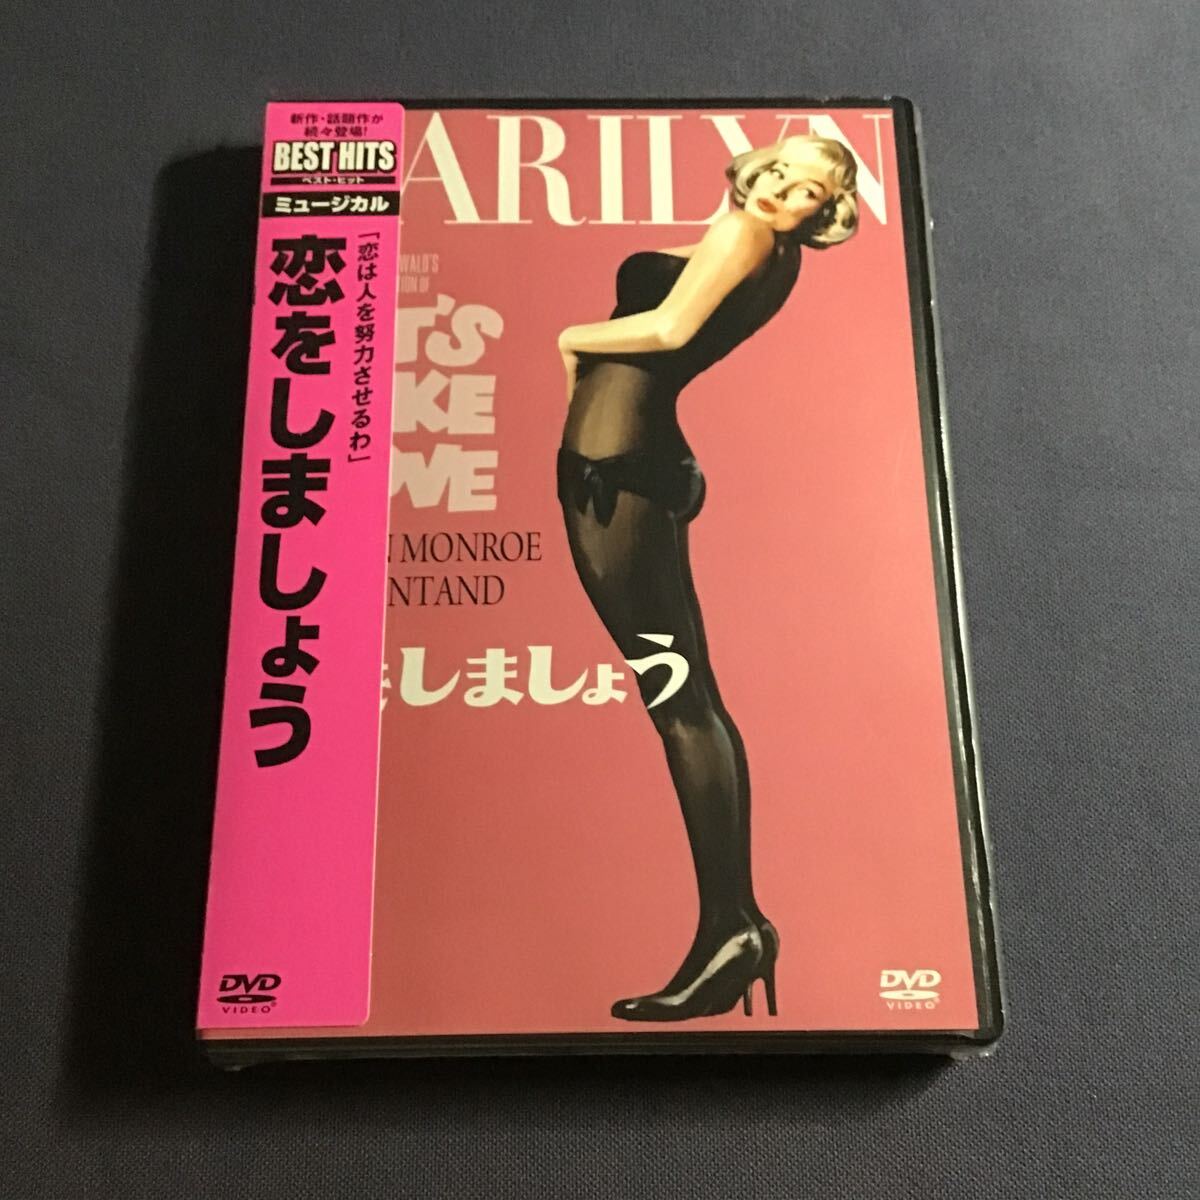 新作・話題作が
続々登場!
BEST HITS
ベスト・ヒット
ミュージカル
「恋は人を努力させるわ」
恋をしましょう
DVD
VIDEO
ARILYN
WALD'S
TION OF
T'S
KE
OVE
N MONROE
NTAND
をしましょう
DVD
VIDEO